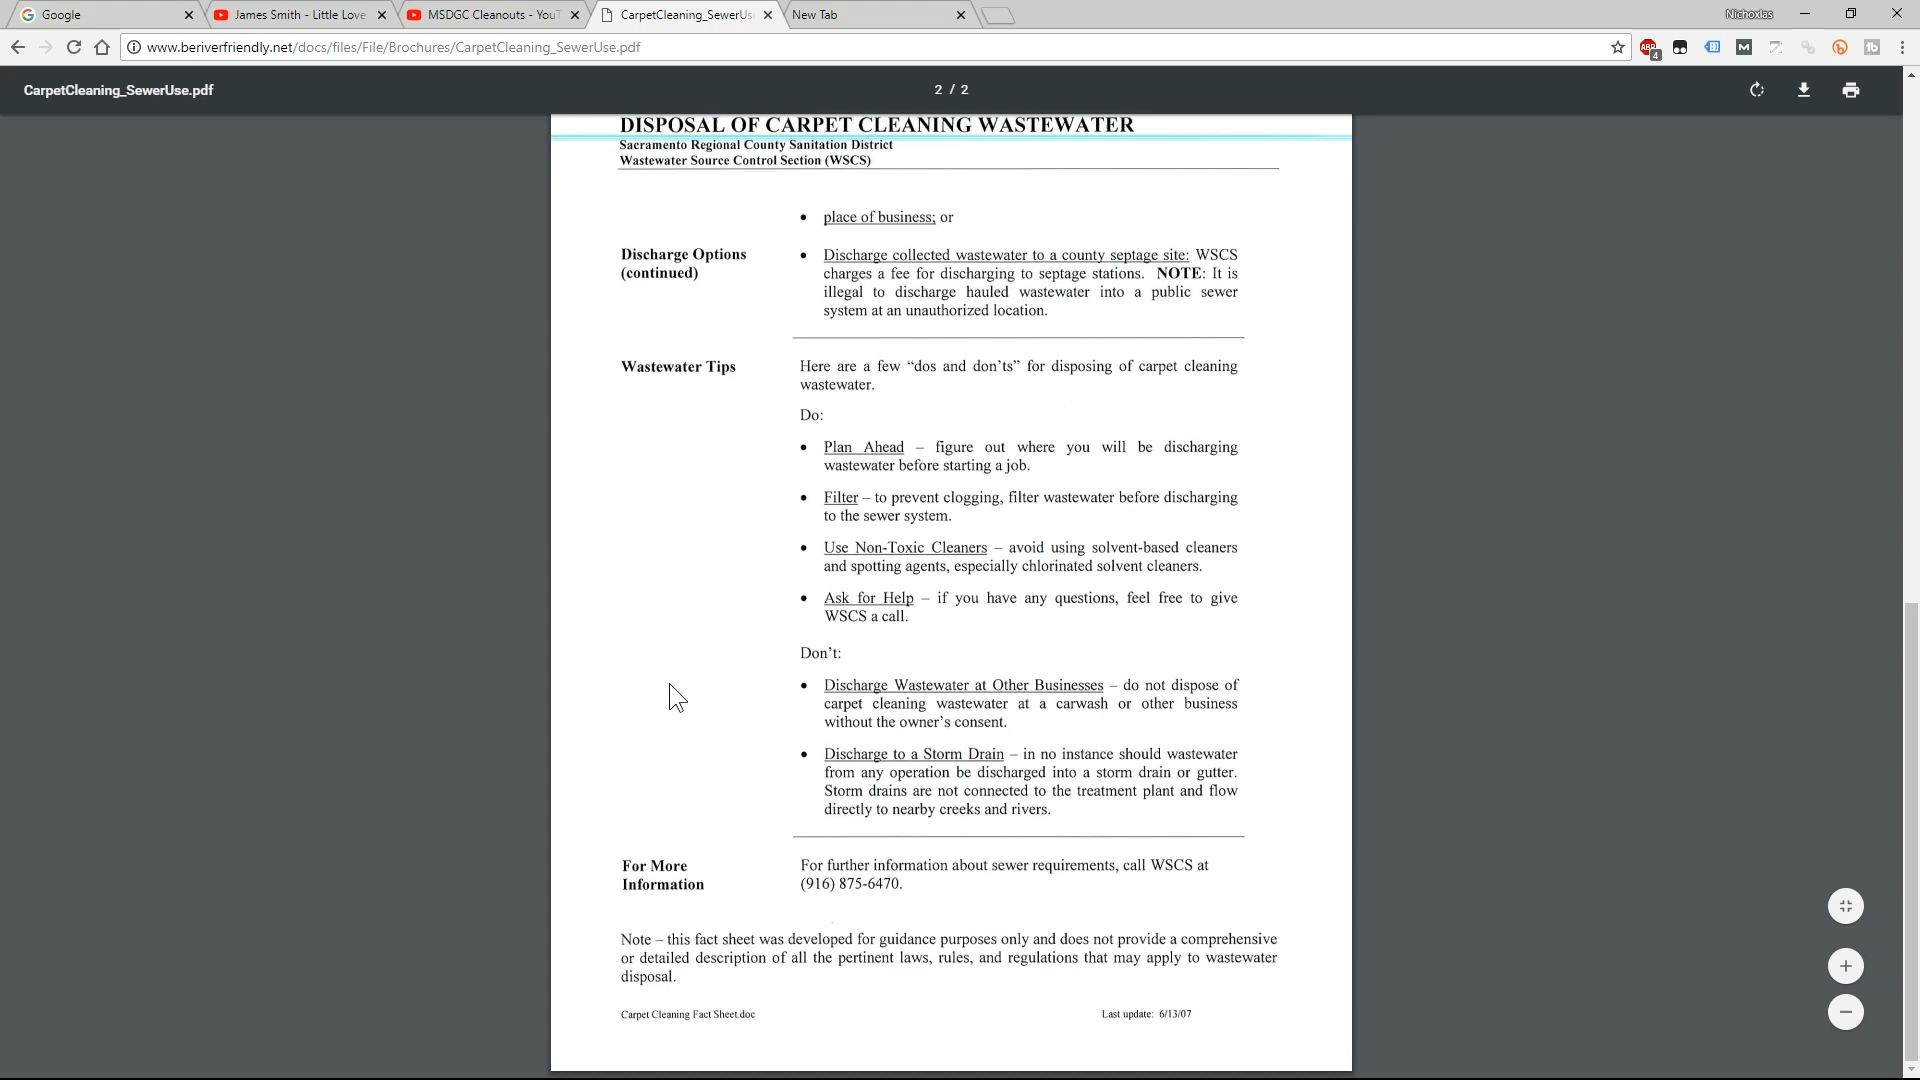 Google
James Smith - Little Love
MSDGC Cleanouts - YouT
CarpetCleaning_SewerUs
New Tab
Nichoxlas
www.beriverfriendly.net/docs/files/File/Brochures/CarpetCleaning_SewerUse.pdf
ABP
4
M
CarpetCleaning_SewerUse.pdf
2 / 2
DISPOSAL OF CARPET CLEANING WASTEWATER
Sacramento Regional County Sanitation District
Wastewater Source Control Section (WSCS)
• place of business; or
Discharge Options
(continued)
• Discharge collected wastewater to a county septage site: WSCS
charges a fee for discharging to septage stations. NOTE: It is
illegal to discharge hauled wastewater into a public sewer
system at an unauthorized location.
Wastewater Tips
Here are a few “dos and don’ts” for disposing of carpet cleaning
wastewater.
Do:
• Plan Ahead – figure out where you will be discharging
wastewater before starting a job.
• Filter – to prevent clogging, filter wastewater before discharging
to the sewer system.
• Use Non-Toxic Cleaners – avoid using solvent-based cleaners
and spotting agents, especially chlorinated solvent cleaners.
• Ask for Help – if you have any questions, feel free to give
WSCS a call.
Don’t:
• Discharge Wastewater at Other Businesses – do not dispose of
carpet cleaning wastewater at a carwash or other business
without the owner’s consent.
• Discharge to a Storm Drain – in no instance should wastewater
from any operation be discharged into a storm drain or gutter.
Storm drains are not connected to the treatment plant and flow
directly to nearby creeks and rivers.
For More
Information
For further information about sewer requirements, call WSCS at
(916) 875-6470.
Note – this fact sheet was developed for guidance purposes only and does not provide a comprehensive
or detailed description of all the pertinent laws, rules, and regulations that may apply to wastewater
disposal.
Carpet Cleaning Fact Sheet.doc
Last update: 6/13/07